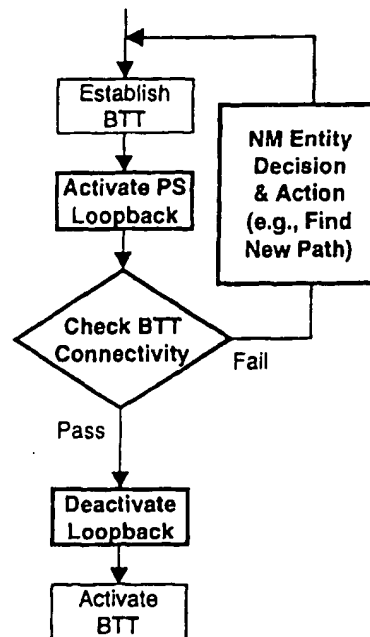 Establish
BTT
NM Entity
Decision
& Action
(e.g., Find
New Path)
Activate PS
Loopback
Check BTT
Connectivity
Fail
Pass
Deactivate
Loopback
Activate
BTT